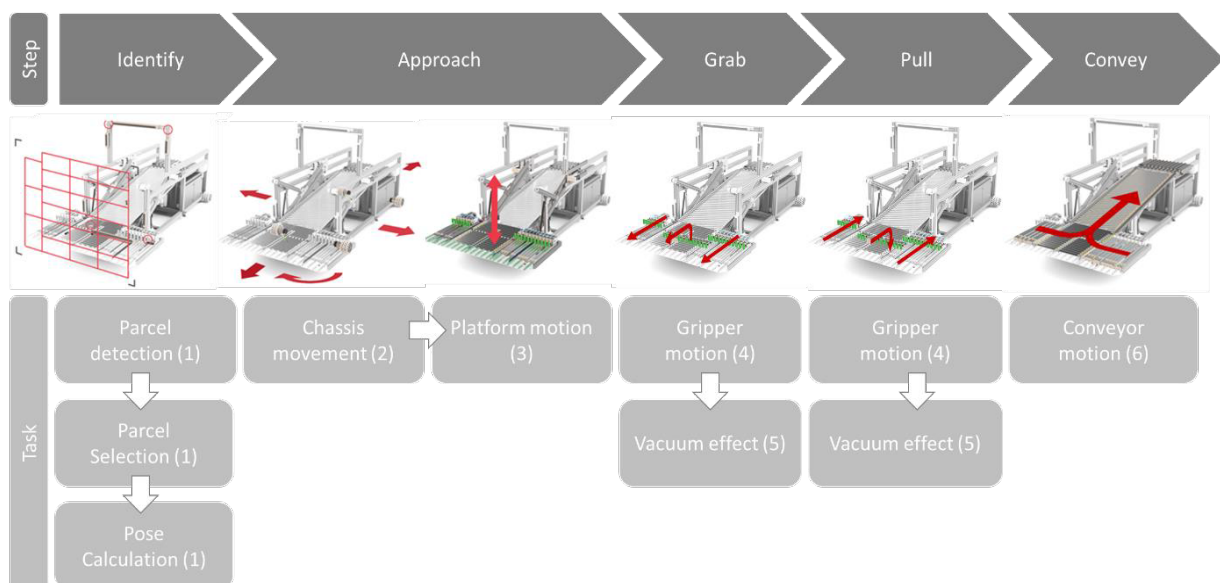 Step
Identify
Approach
Grab
Pull
Convey
Task
Parcel
detection (1)
Chassis
movement (2)
Platform motion
(3)
Gripper
motion (4)
Gripper
motion (4)
Conveyor
motion (6)
Parcel
Selection (1)
Vacuum effect (5)
Vacuum effect (5)
Pose
Calculation (1)